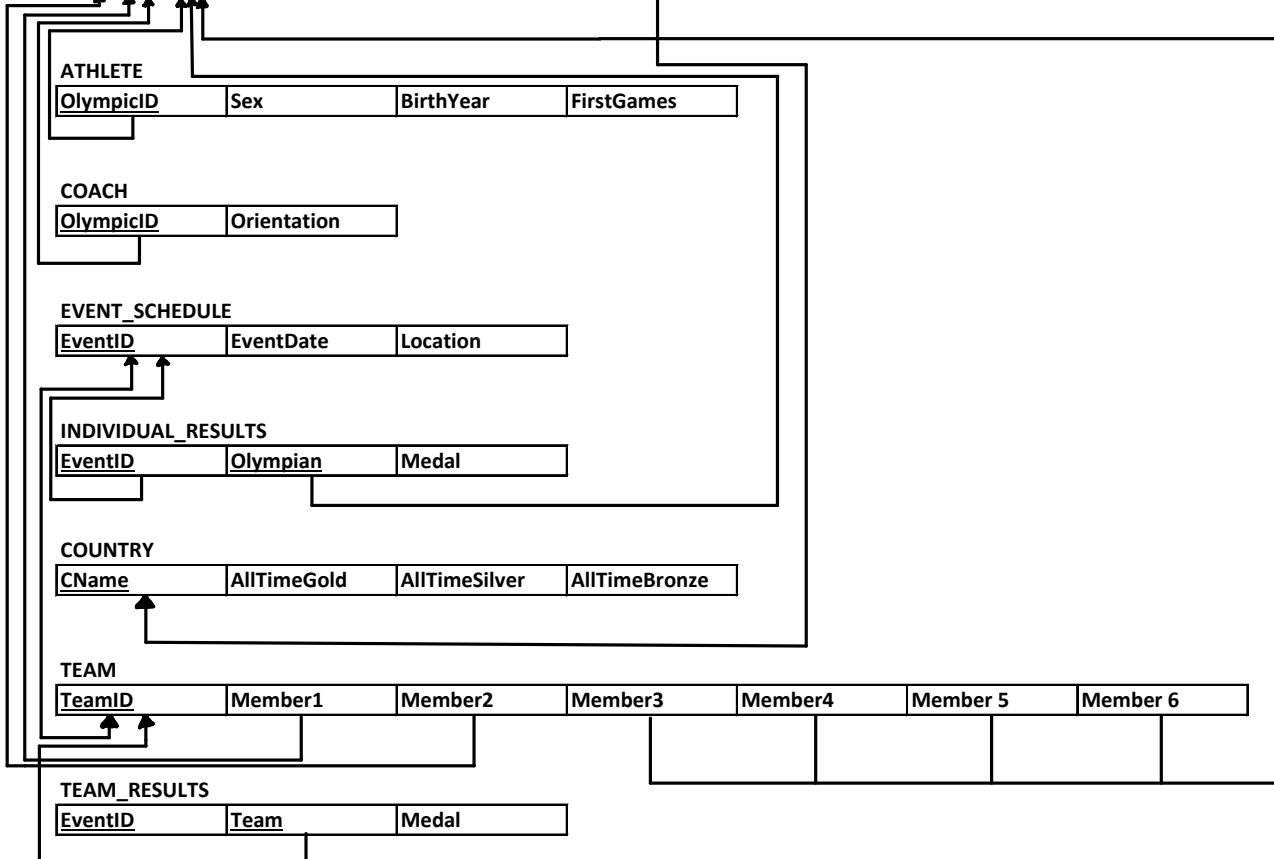 ATHLETE
OlympicID Sex BirthYear FirstGames
COACH
OlympicID Orientation
EVENT_SCHEDULE
EventID EventDate Location
INDIVIDUAL_RESULTS
EventID Olympian Medal
COUNTRY
CName AllTimeGold AllTimeSilver AllTimeBronze
TEAM
TeamID Member1 Member2 Member3 Member4 Member 5 Member 6
TEAM_RESULTS
EventID Team Medal